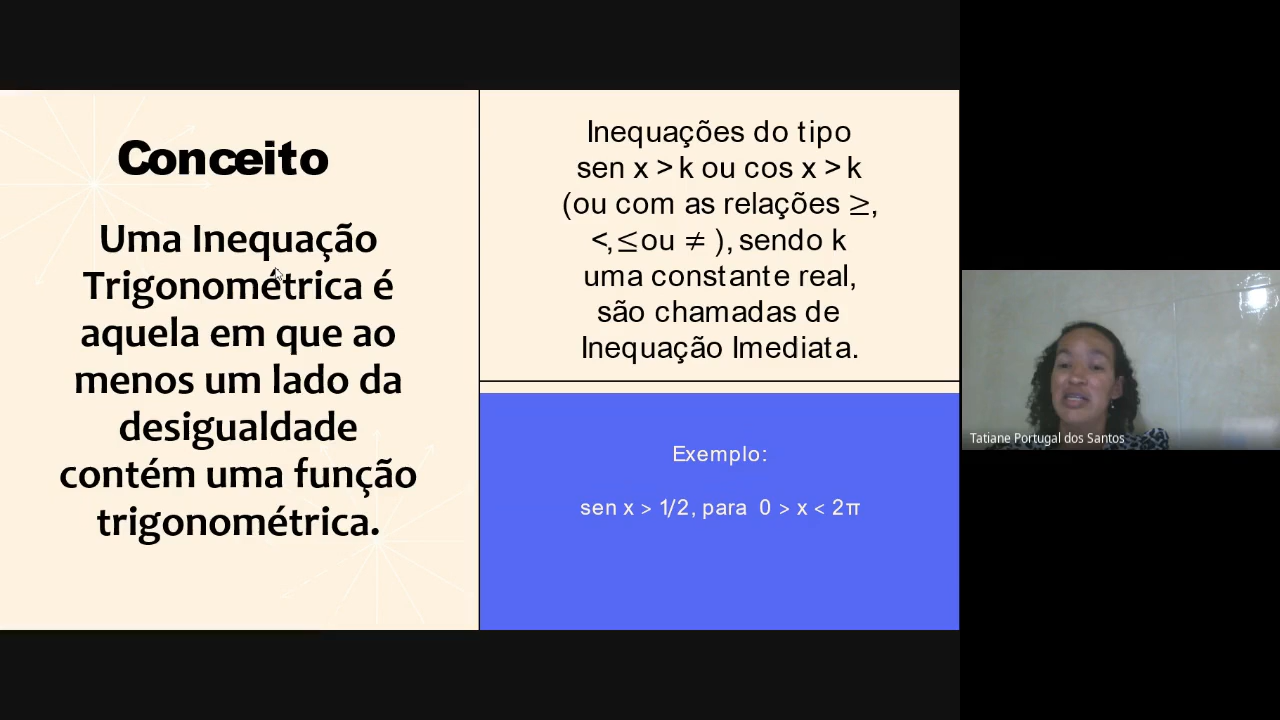 Conceito
Uma Inequação
Trigonométrica é
aquela em que ao
menos um lado da
desigualdade
contém uma função
trigonométrica.
Inequações do tipo
sen x > k ou cos x > k
(ou com as relações ≥,
<, ≤ ou ≠ ), sendo k
uma constante real,
são chamadas de
Inequação Imediata.
Exemplo:
sen x > 1/2, para 0 > x < 2π
Tatiane Portugal dos Santos